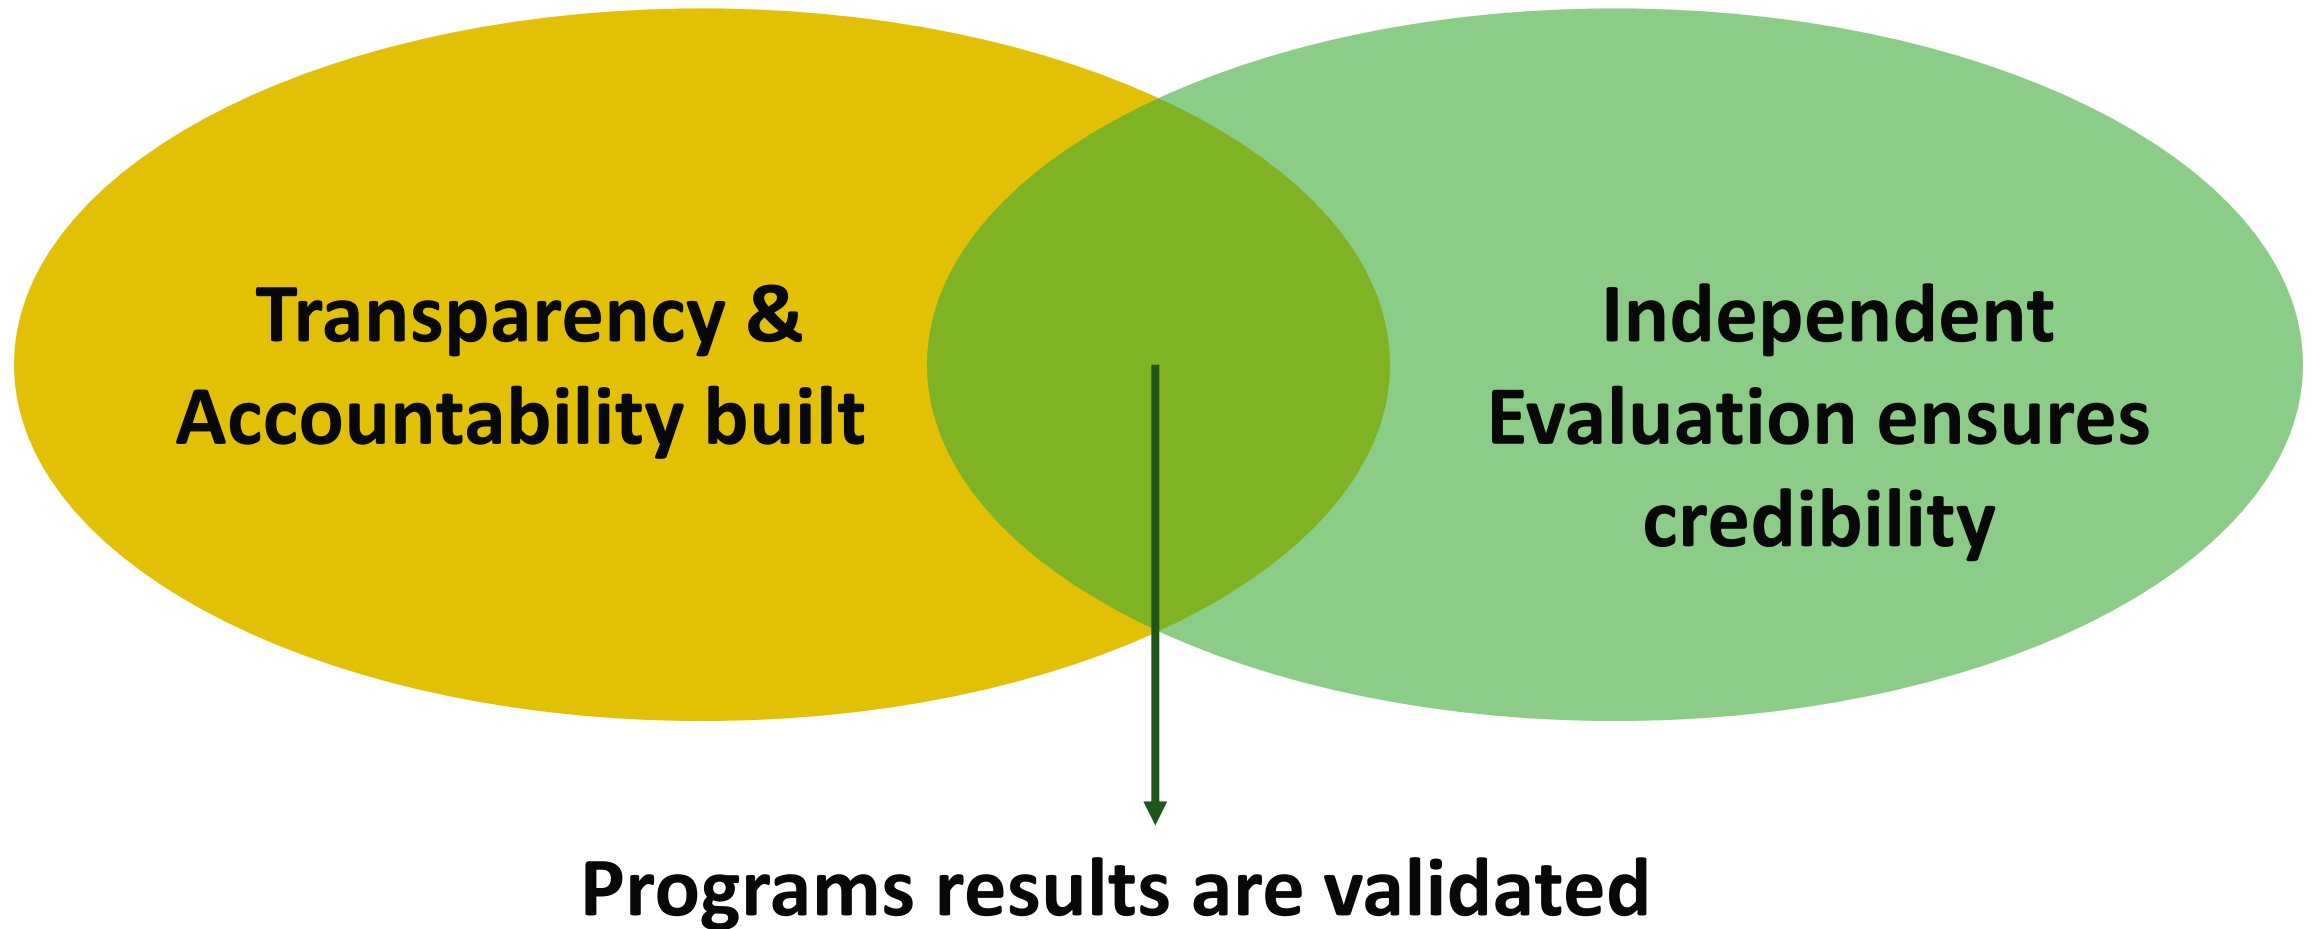 Transparency &
Accountability built
Independent
Evaluation ensures
credibility
Programs results are validated